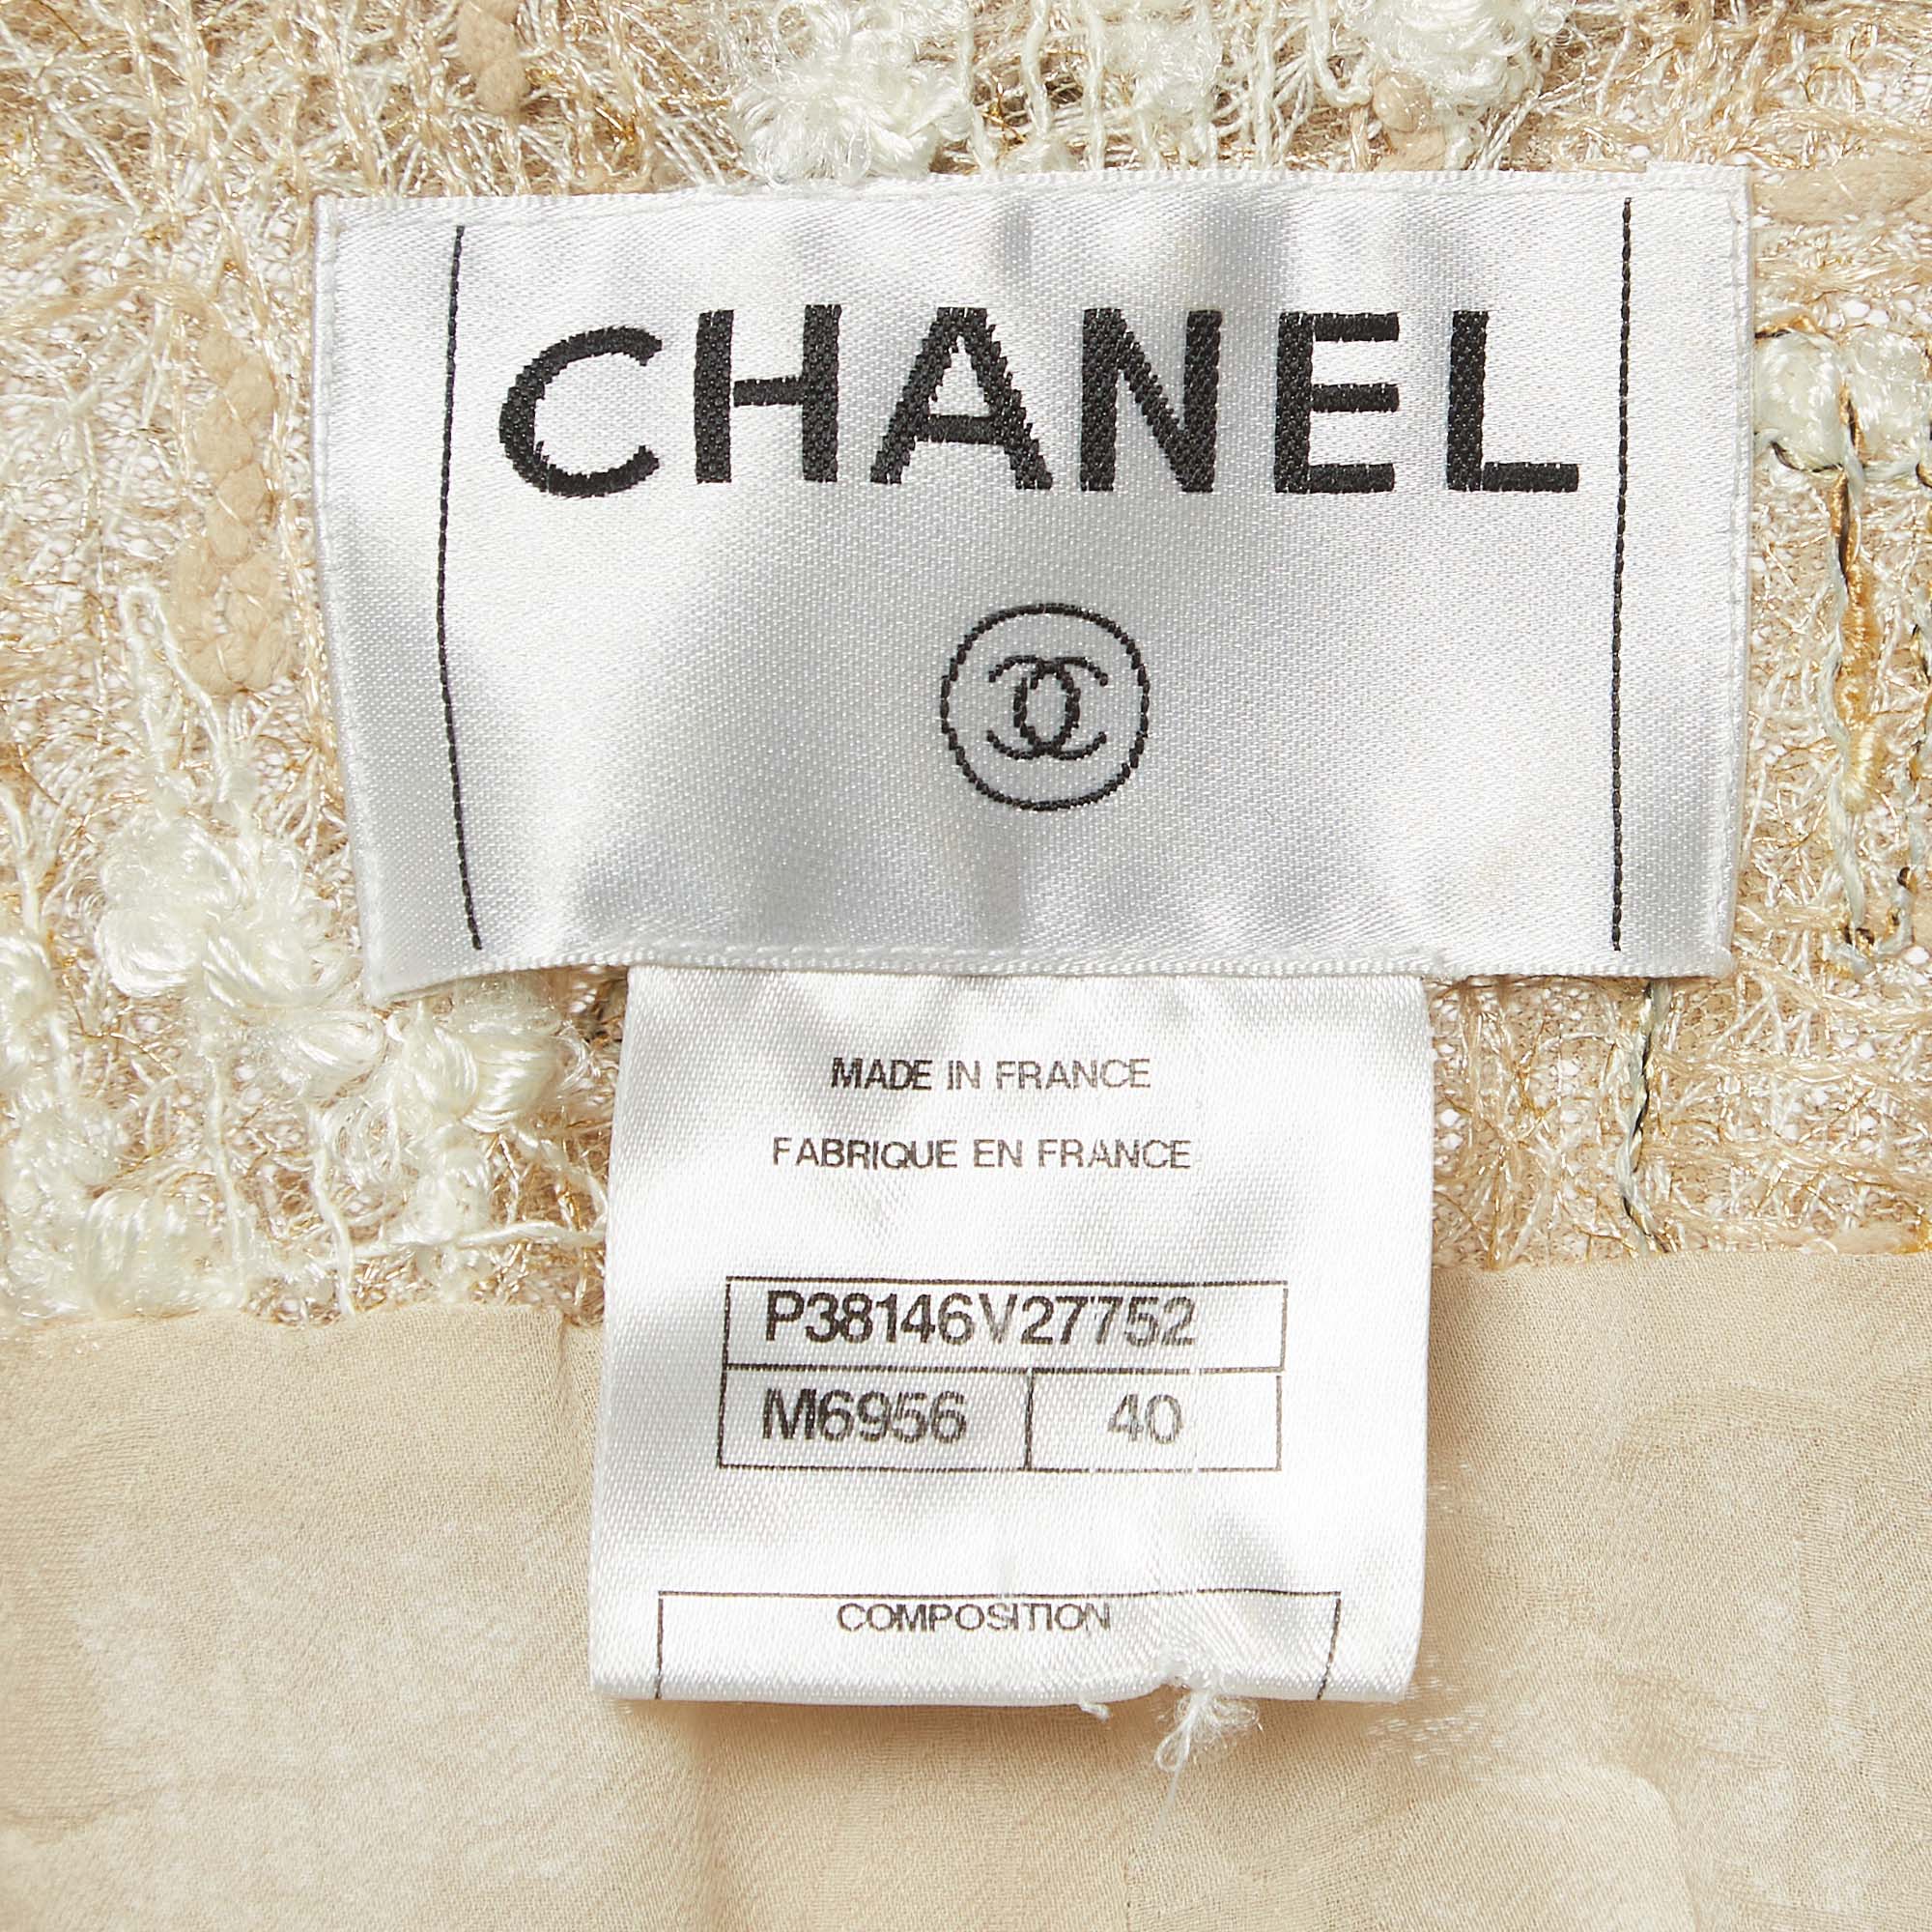 CHANEL
MADE IN FRANCE
FABRIQUE EN FRANCE
P38146V27752
M6956 40
COMPOSITION